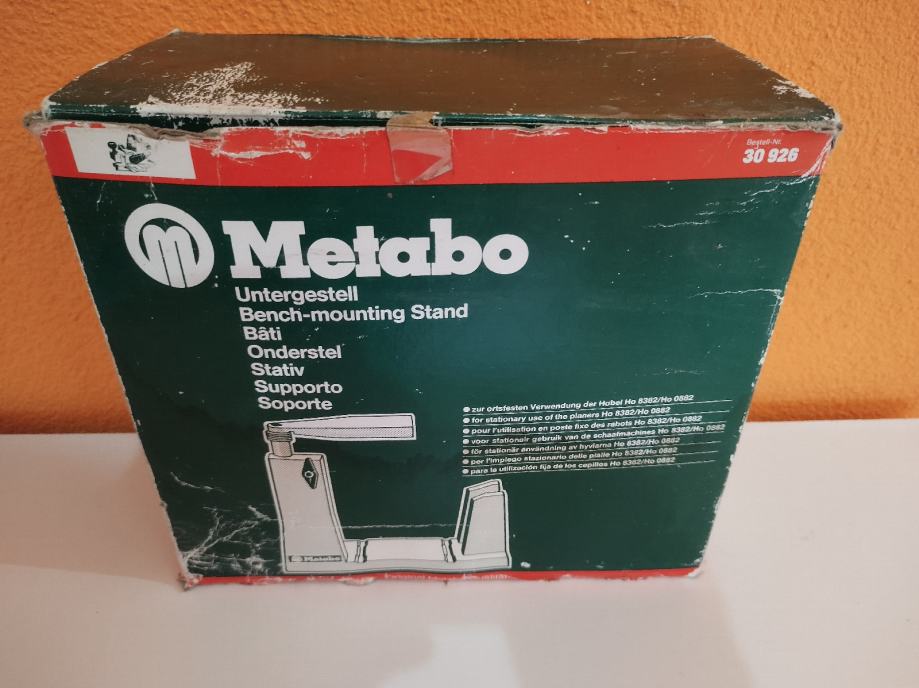 Bestell-Nr.
30 926
Metabo
Untergestell
Bench-mounting Stand
Bâti
Onderstel
Stativ
Supporto
Soporte
zur ortsfesten Verwendung der Hobel Ho 8382/Ho 0882
for stationary use of the planers Ho 8382/Ho 0882
pour l'utilisation en poste fixe des rabots Ho 8382/Ho 0882
voor stationair gebruik van de schaafmachines Ho 8382/Ho 0882
för stationär användning av hyvlarna Ho 8382/Ho 0882
per l'impiego stazionario delle pialle Ho 8382/Ho 0882
para la utilización fija de los cepillos Ho 8382/Ho 0882
Metabo